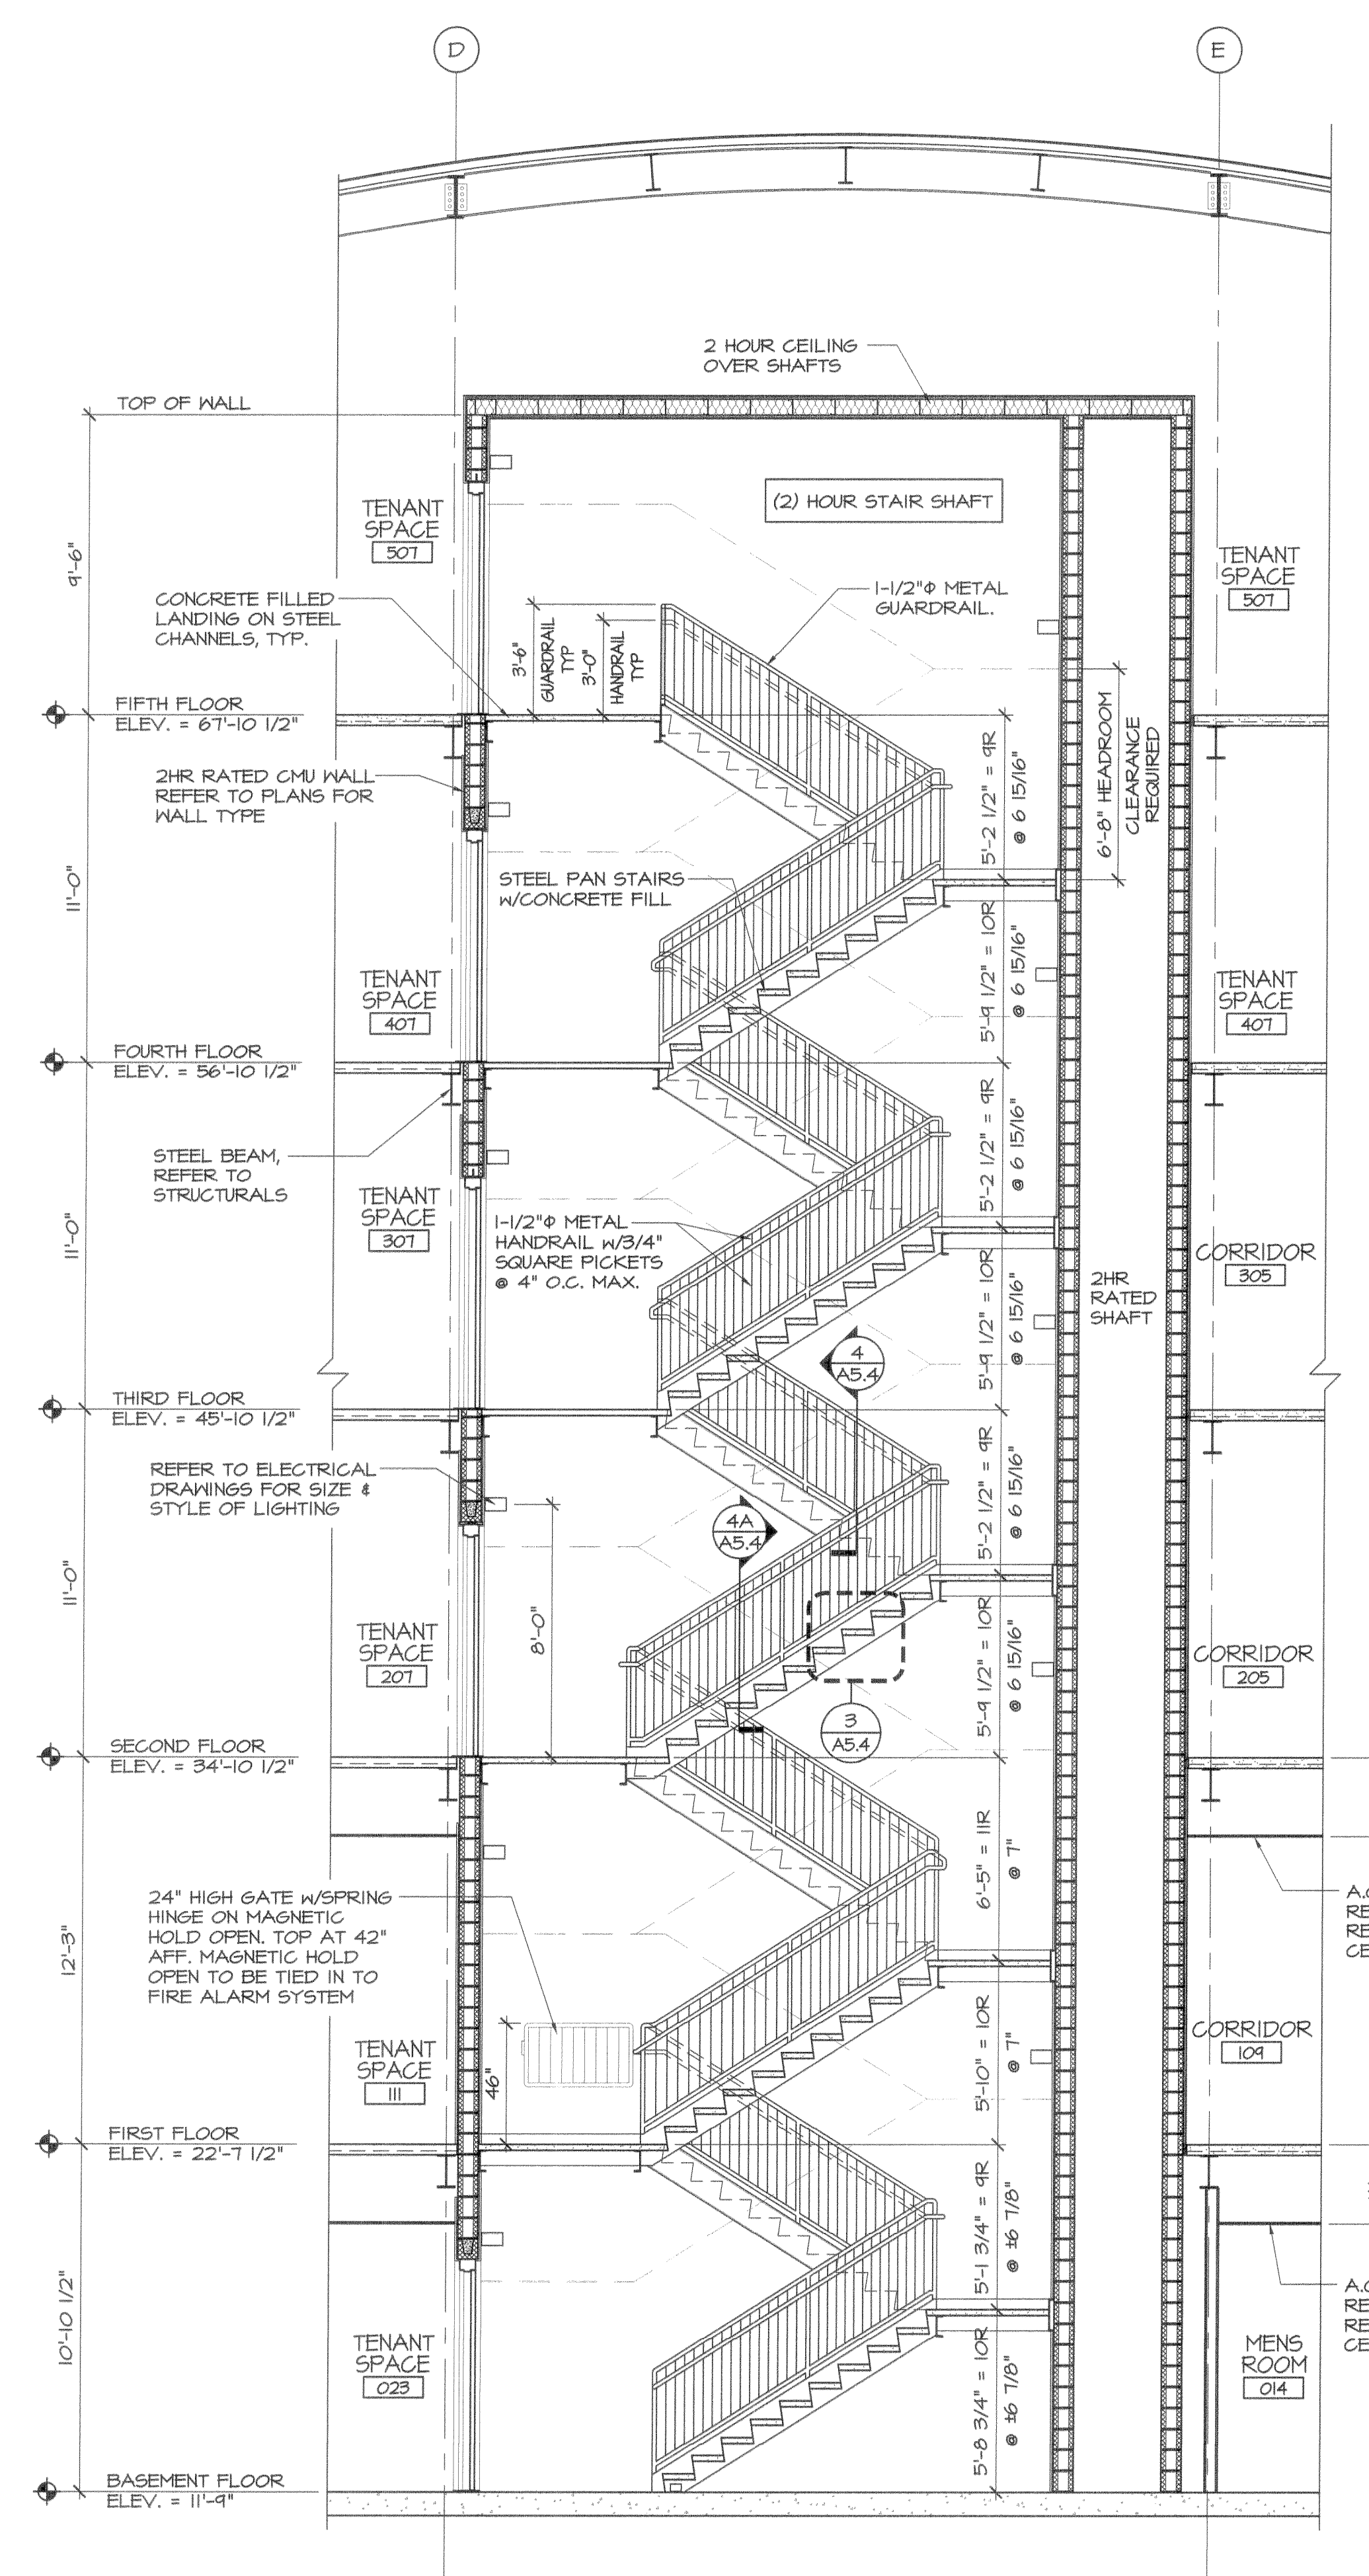 D
E
2 HOUR CEILING
OVER SHAFTS
TOP OF WALL
(2) HOUR STAIR SHAFT
TENANT
SPACE
507
TENANT
SPACE
507
9'-6"
1-1/2"Φ METAL
GUARDRAIL.
CONCRETE FILLED
LANDING ON STEEL
CHANNELS, TYP.
3'-6"
GUARDRAIL
TYP
3'-0"
HANDRAIL
TYP
FIFTH FLOOR
ELEV. = 67'-10 1/2"
6'-8" HEADROOM
CLEARANCE
REQUIRED
5'-2 1/2" = 9R
@ 6 15/16"
2HR RATED CMU WALL
REFER TO PLANS FOR
WALL TYPE
STEEL PAN STAIRS
W/CONCRETE FILL
11'-0"
5'-9 1/2" = 10R
@ 6 15/16"
TENANT
SPACE
407
TENANT
SPACE
407
FOURTH FLOOR
ELEV. = 56'-10 1/2"
5'-2 1/2" = 9R
@ 6 15/16"
STEEL BEAM,
REFER TO
STRUCTURALS
TENANT
SPACE
307
11'-0"
1-1/2"Φ METAL
HANDRAIL W/3/4"
SQUARE PICKETS
@ 4" O.C. MAX.
CORRIDOR
305
2HR
RATED
SHAFT
5'-9 1/2" = 10R
@ 6 15/16"
4
A5.4
THIRD FLOOR
ELEV. = 45'-10 1/2"
5'-2 1/2" = 9R
@ 6 15/16"
REFER TO ELECTRICAL
DRAWINGS FOR SIZE &
STYLE OF LIGHTING
4A
A5.4
11'-0"
8'-0"
5'-9 1/2" = 10R
@ 6 15/16"
TENANT
SPACE
207
CORRIDOR
205
3
A5.4
SECOND FLOOR
ELEV. = 34'-10 1/2"
6'-5" = 11R
@ 7"
24" HIGH GATE W/SPRING
HINGE ON MAGNETIC
HOLD OPEN. TOP AT 42"
AFF. MAGNETIC HOLD
OPEN TO BE TIED IN TO
FIRE ALARM SYSTEM
12'-3"
A.C
RE
RE
CE
TENANT
SPACE
111
46"
5'-10" = 10R
@ 7"
CORRIDOR
109
FIRST FLOOR
ELEV. = 22'-7 1/2"
5'-1 3/4" = 9R
@ ±6 7/8"
10'-10 1/2"
A.C
RE
RE
CE
TENANT
SPACE
023
5'-8 3/4" = 10R
@ ±6 7/8"
MENS
ROOM
014
BASEMENT FLOOR
ELEV. = 11'-9"